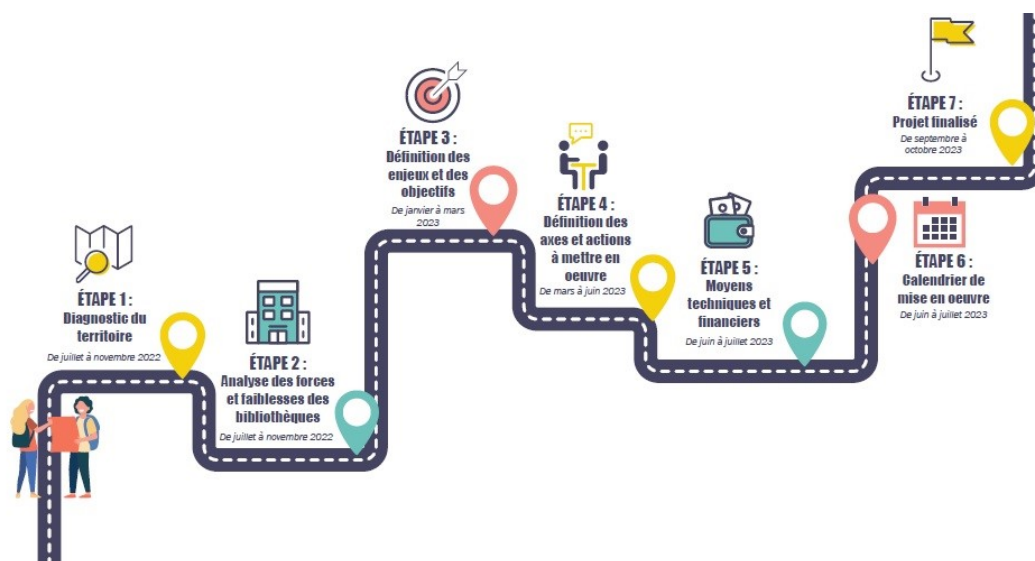 ÉTAPE 1 :
Diagnostic du
territoire
De juillet à novembre 2022
ÉTAPE 2 :
Analyse des forces
et faiblesses des
bibliothèques
De juillet à novembre 2022
ÉTAPE 3 :
Définition des
enjeux et des
objectifs
De janvier à mars
2023
ÉTAPE 4 :
Définition des
axes et actions
à mettre en
oeuvre
De mars à juin 2023
ÉTAPE 5 :
Moyens
techniques et
financiers
De juin à juillet 2023
ÉTAPE 6 :
Calendrier de
mise en oeuvre
De juin à juillet 2023
ÉTAPE 7 :
Projet finalisé
De septembre à
octobre 2023